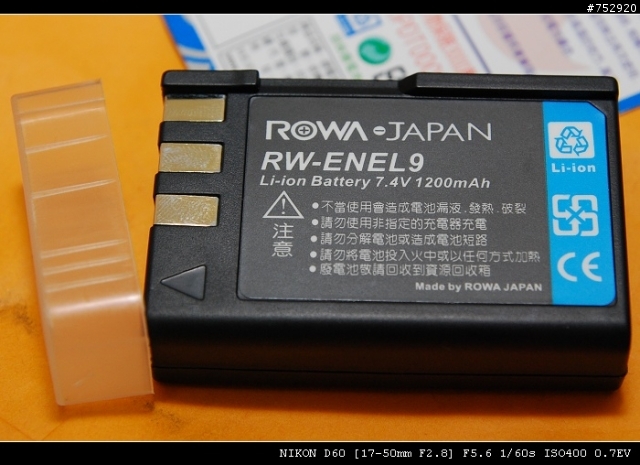 #752920
ROWA-JAPAN
RW-ENEL9
Li-ion Battery 7.4V 1200mAh
注意
●不當使用會造成電池漏液.發熱.破裂
●請勿使用非指定的充電器充電
●請勿分解電池或造成電池短路
●請勿將電池投入火中或以任何方式加熱
●廢電池敬請回收到資源回收箱
Made by ROWA JAPAN
Li-ion
CE
NIKON D60 [17-50mm F2.8] F5.6 1/60s ISO400 0.7EV